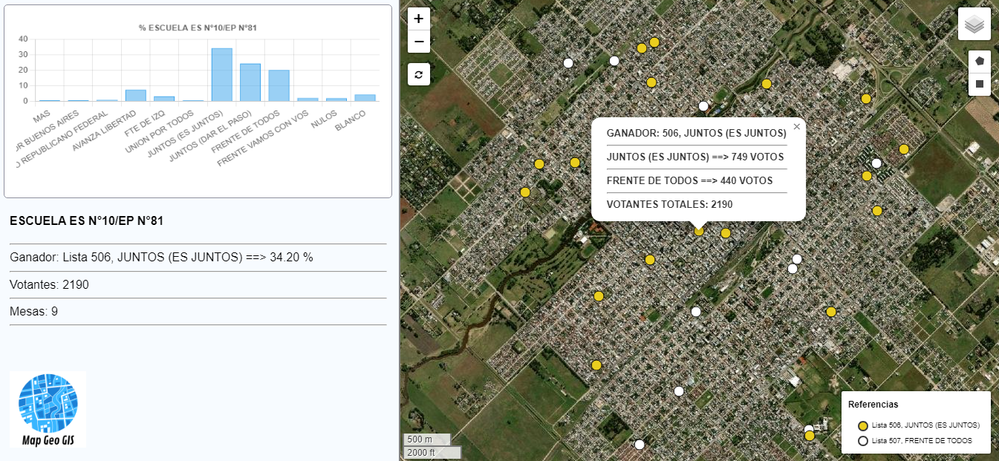 % ESCUELA ES N°10/EP N°81
40
30
20
10
0
MAS
OR BUENOS AIRES
O REPUBLICANO FEDERAL
AVANZA LIBERTAD
FTE DE IZQ
UNION POR TODOS
JUNTOS (ES JUNTOS)
JUNTOS (DAR EL PASO)
FRENTE DE TODOS
FRENTE VAMOS CON VOS
NULOS
BLANCO
ESCUELA ES N°10/EP N°81
Ganador: Lista 506, JUNTOS (ES JUNTOS) ==> 34.20 %
Votantes: 2190
Mesas: 9
Map Geo GIS
+
−
×
GANADOR: 506, JUNTOS (ES JUNTOS)
JUNTOS (ES JUNTOS) ==> 749 VOTOS
FRENTE DE TODOS ==> 440 VOTOS
VOTANTES TOTALES: 2190
500 m
2000 ft
Referencias
Lista 506, JUNTOS (ES JUNTOS)
Lista 507, FRENTE DE TODOS